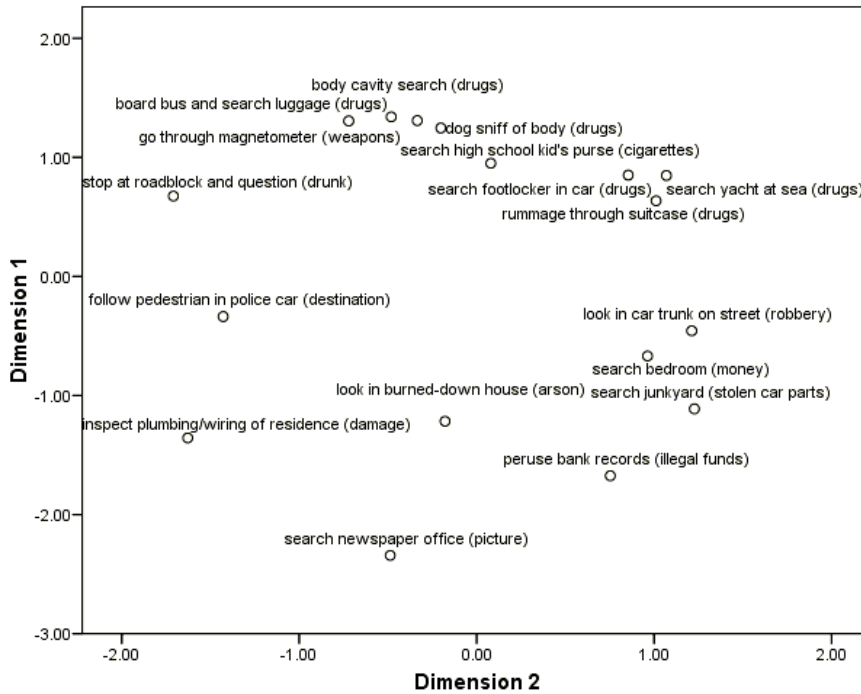 2.00
body cavity search (drugs)
board bus and search luggage (drugs)
dog sniff of body (drugs)
go through magnetometer (weapons)
search high school kid's purse (cigarettes)
1.00
stop at roadblock and question (drunk)
search footlocker in car (drugs)
search yacht at sea (drugs)
rummage through suitcase (drugs)
0.00
Dimension 1
follow pedestrian in police car (destination)
look in car trunk on street (robbery)
search bedroom (money)
look in burned-down house (arson)
search junkyard (stolen car parts)
-1.00
inspect plumbing/wiring of residence (damage)
peruse bank records (illegal funds)
-2.00
search newspaper office (picture)
-3.00
-2.00
-1.00
0.00
1.00
2.00
Dimension 2